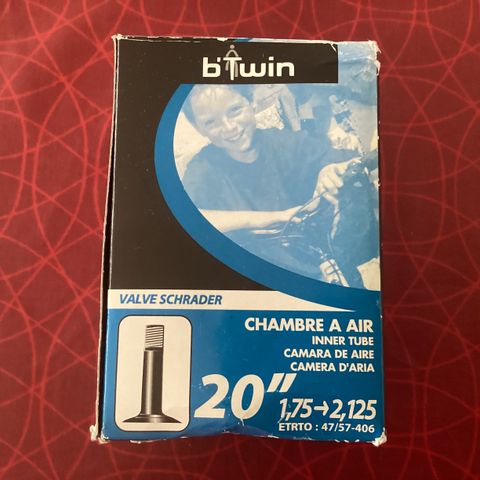 b'Twin
VALVE SCHRADER
CHAMBRE A AIR
INNER TUBE
CAMARA DE AIRE
CAMERA D'ARIA
20"
1,75→2,125
ETRTO : 47/57-406